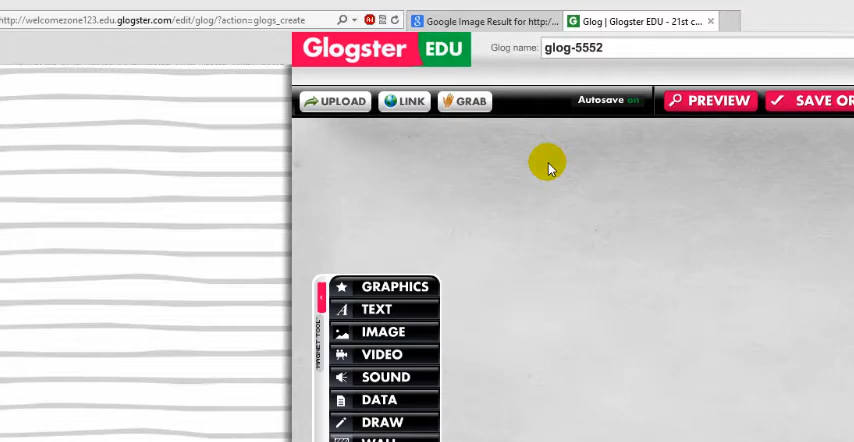 http://welcomezone123.edu.glogster.com/edit/glog/?action=glogs_create
Google Image Result for http:/...
Glog | Glogster EDU - 21st c...
Glogster EDU
Glog name: glog-5552
UPLOAD LINK GRAB Autosave on PREVIEW SAVE OR
GRAPHICS
TEXT
IMAGE
VIDEO
SOUND
DATA
DRAW
WALL
MAGNET TOOL